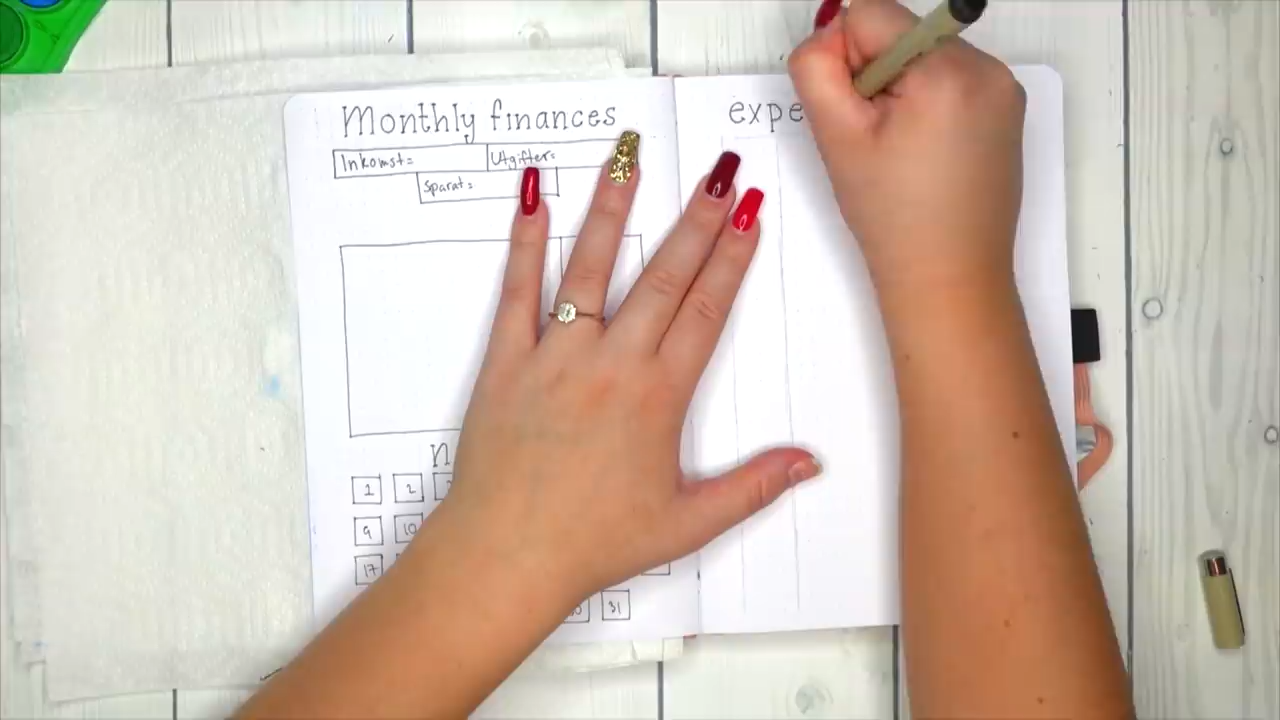 Monthly finances
Inkomst=
Utgifter=
Sparat=
n
1 2
9 10
17
31
expe